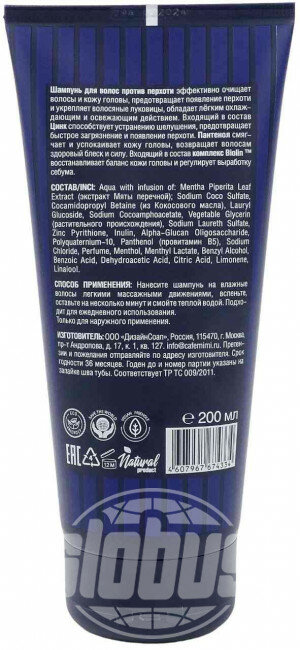 2024
Шампунь для волос против перхоти эффективно очищает
волосы и кожу головы, предотвращает появление перхоти
и укрепляет волосяные луковицы, обладает лёгким охлаж-
дающим и освежающим действием. Входящий в состав
Цинк способствует устранению шелушения, предотвращает
быстрое загрязнение и появление перхоти. Пантенол смяг-
чает и успокаивает кожу головы, возвращает волосам
здоровый блеск и силу. Входящий в состав комплекс Biolin™
восстанавливает баланс кожи головы и регулирует выработку
себума.
СОСТАВ/INCI: Aqua with infusion of: Mentha Piperita Leaf
Extract (экстракт Мяты перечной); Sodium Coco Sulfate,
Cocamidopropyl Betaine (из Кокосового масла), Lauryl
Glucoside, Sodium Cocoamphoacetate, Vegetable Glycerin
(растительного происхождения), Sodium Laureth Sulfate,
Zinc Pyrithione, Inulin, Alpha-Glucan Oligosaccharide,
Polyquaternium-10, Panthenol (провитамин B5), Sodium
Chloride, Perfume, Menthol, Menthyl Lactate, Benzyl Alcohol,
Benzoic Acid, Dehydroacetic Acid, Citric Acid, Limonene,
Linalool.
СПОСОБ ПРИМЕНЕНИЯ: Нанесите шампунь на влажные
волосы легкими массажными движениями, вспеньте,
оставьте на несколько минут и смойте теплой водой. Подхо-
дит для ежедневного использования.
Только для наружного применения.
ИЗГОТОВИТЕЛЬ: ООО «ДизайнСоап», Россия, 115470, г. Москва,
пр-т Андропова, д. 17, к. 1, кв. 127. info@cafemimi.ru. Претен-
зии и пожелания отправляйте по адресу изготовителя. Срок
годности 36 месяцев. Годен до и номер партии указаны на
запайке шва тубы. Соответствует ТР ТС 009/2011.
ECO
℮ 200 МЛ
EAC
12 M
Natural
product
4607967674354
globus